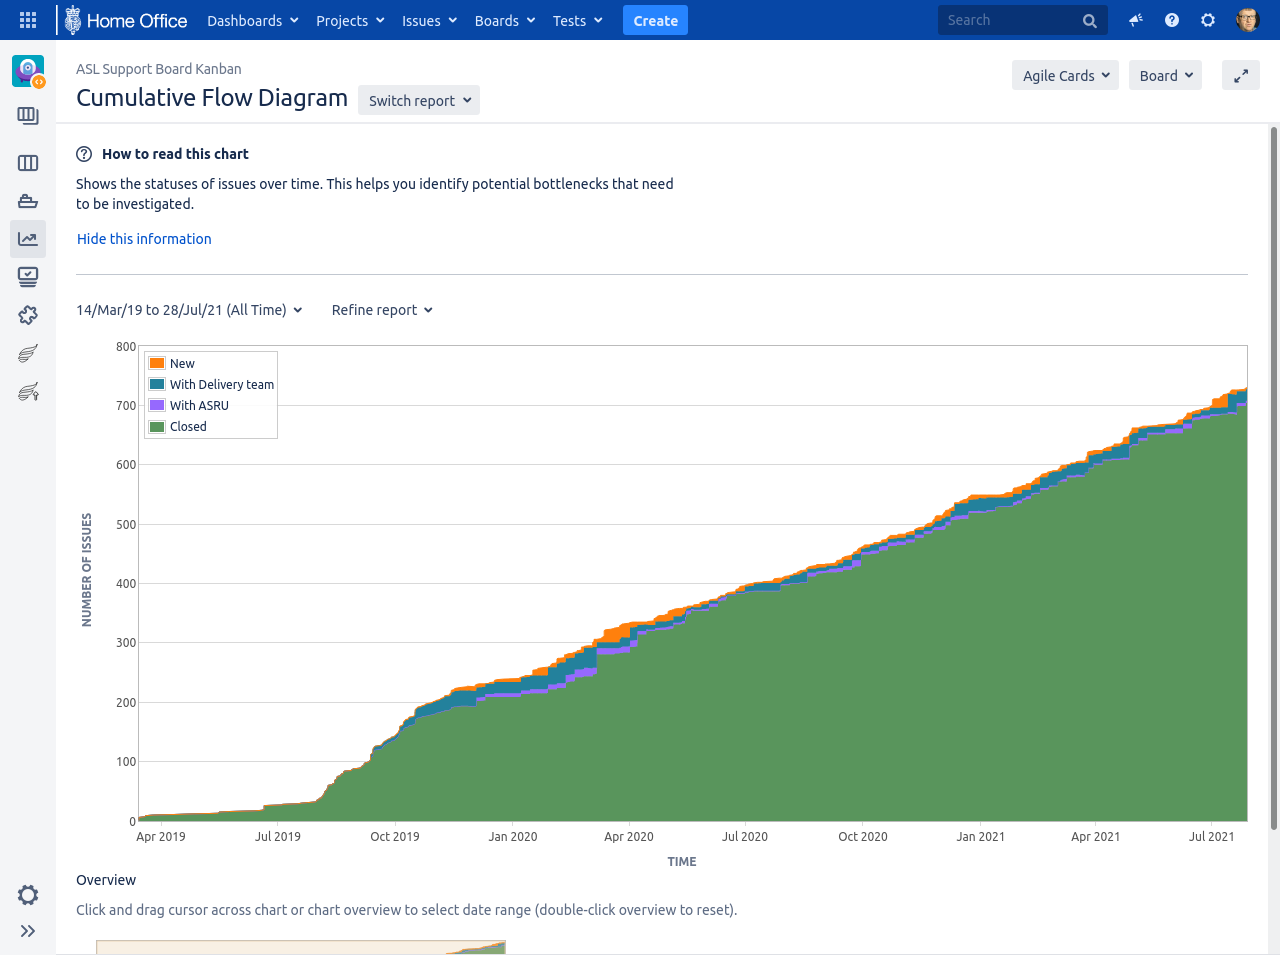 Home Office Dashboards Projects Issues Boards Tests Create Search
ASL Support Board Kanban
Agile Cards Board
Cumulative Flow Diagram Switch report
How to read this chart
Shows the statuses of issues over time. This helps you identify potential bottlenecks that need
to be investigated.
Hide this information
14/Mar/19 to 28/Jul/21 (All Time) Refine report
New
With Delivery team
With ASRU
Closed
800
700
600
500
400
300
200
100
0
NUMBER OF ISSUES
Apr 2019 Jul 2019 Oct 2019 Jan 2020 Apr 2020 Jul 2020 Oct 2020 Jan 2021 Apr 2021 Jul 2021
TIME
Overview
Click and drag cursor across chart or chart overview to select date range (double-click overview to reset).